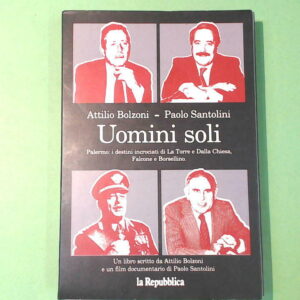 Attilio Bolzoni - Paolo Santolini
Uomini soli
Palermo: i destini incrociati di La Torre e Dalla Chiesa,
Falcone e Borsellino.
Un libro scritto da Attilio Bolzoni
e un film documentario di Paolo Santolini
la Repubblica